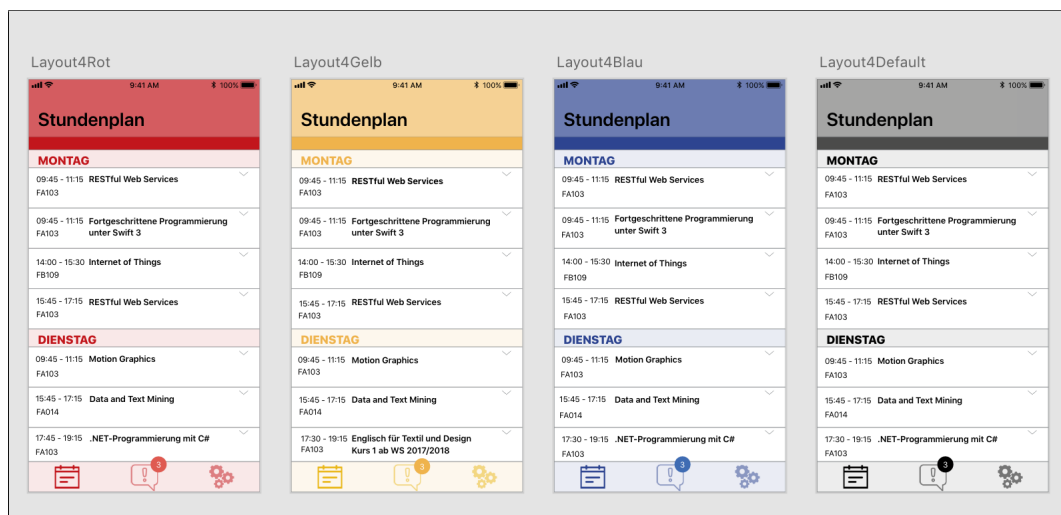 Layout4Rot
9:41 AM 100%
Stundenplan
MONTAG
09:45 - 11:15 RESTful Web Services
FA103
09:45 - 11:15 Fortgeschrittene Programmierung
FA103 unter Swift 3
14:00 - 15:30 Internet of Things
FB109
15:45 - 17:15 RESTful Web Services
FA103
DIENSTAG
09:45 - 11:15 Motion Graphics
FA103
15:45 - 17:15 Data and Text Mining
FA014
17:45 - 19:15 .NET-Programmierung mit C#
FA103
3
Layout4Gelb
9:41 AM 100%
Stundenplan
MONTAG
09:45 - 11:15 RESTful Web Services
FA103
09:45 - 11:15 Fortgeschrittene Programmierung
FA103 unter Swift 3
14:00 - 15:30 Internet of Things
FB109
15:45 - 17:15 RESTful Web Services
FA103
DIENSTAG
09:45 - 11:15 Motion Graphics
FA103
15:45 - 17:15 Data and Text Mining
FA014
17:30 - 19:15 Englisch für Textil und Design
FA103 Kurs 1 ab WS 2017/2018
3
Layout4Blau
9:41 AM 100%
Stundenplan
MONTAG
09:45 - 11:15 RESTful Web Services
FA103
09:45 - 11:15 Fortgeschrittene Programmierung
FA103 unter Swift 3
14:00 - 15:30 Internet of Things
FB109
15:45 - 17:15 RESTful Web Services
FA103
DIENSTAG
09:45 - 11:15 Motion Graphics
FA103
15:45 - 17:15 Data and Text Mining
FA014
17:30 - 19:15 .NET-Programmierung mit C#
FA103
3
Layout4Default
9:41 AM 100%
Stundenplan
MONTAG
09:45 - 11:15 RESTful Web Services
FA103
09:45 - 11:15 Fortgeschrittene Programmierung
FA103 unter Swift 3
14:00 - 15:30 Internet of Things
FB109
15:45 - 17:15 RESTful Web Services
FA103
DIENSTAG
09:45 - 11:15 Motion Graphics
FA103
15:45 - 17:15 Data and Text Mining
FA014
17:30 - 19:15 .NET-Programmierung mit C#
FA103
3